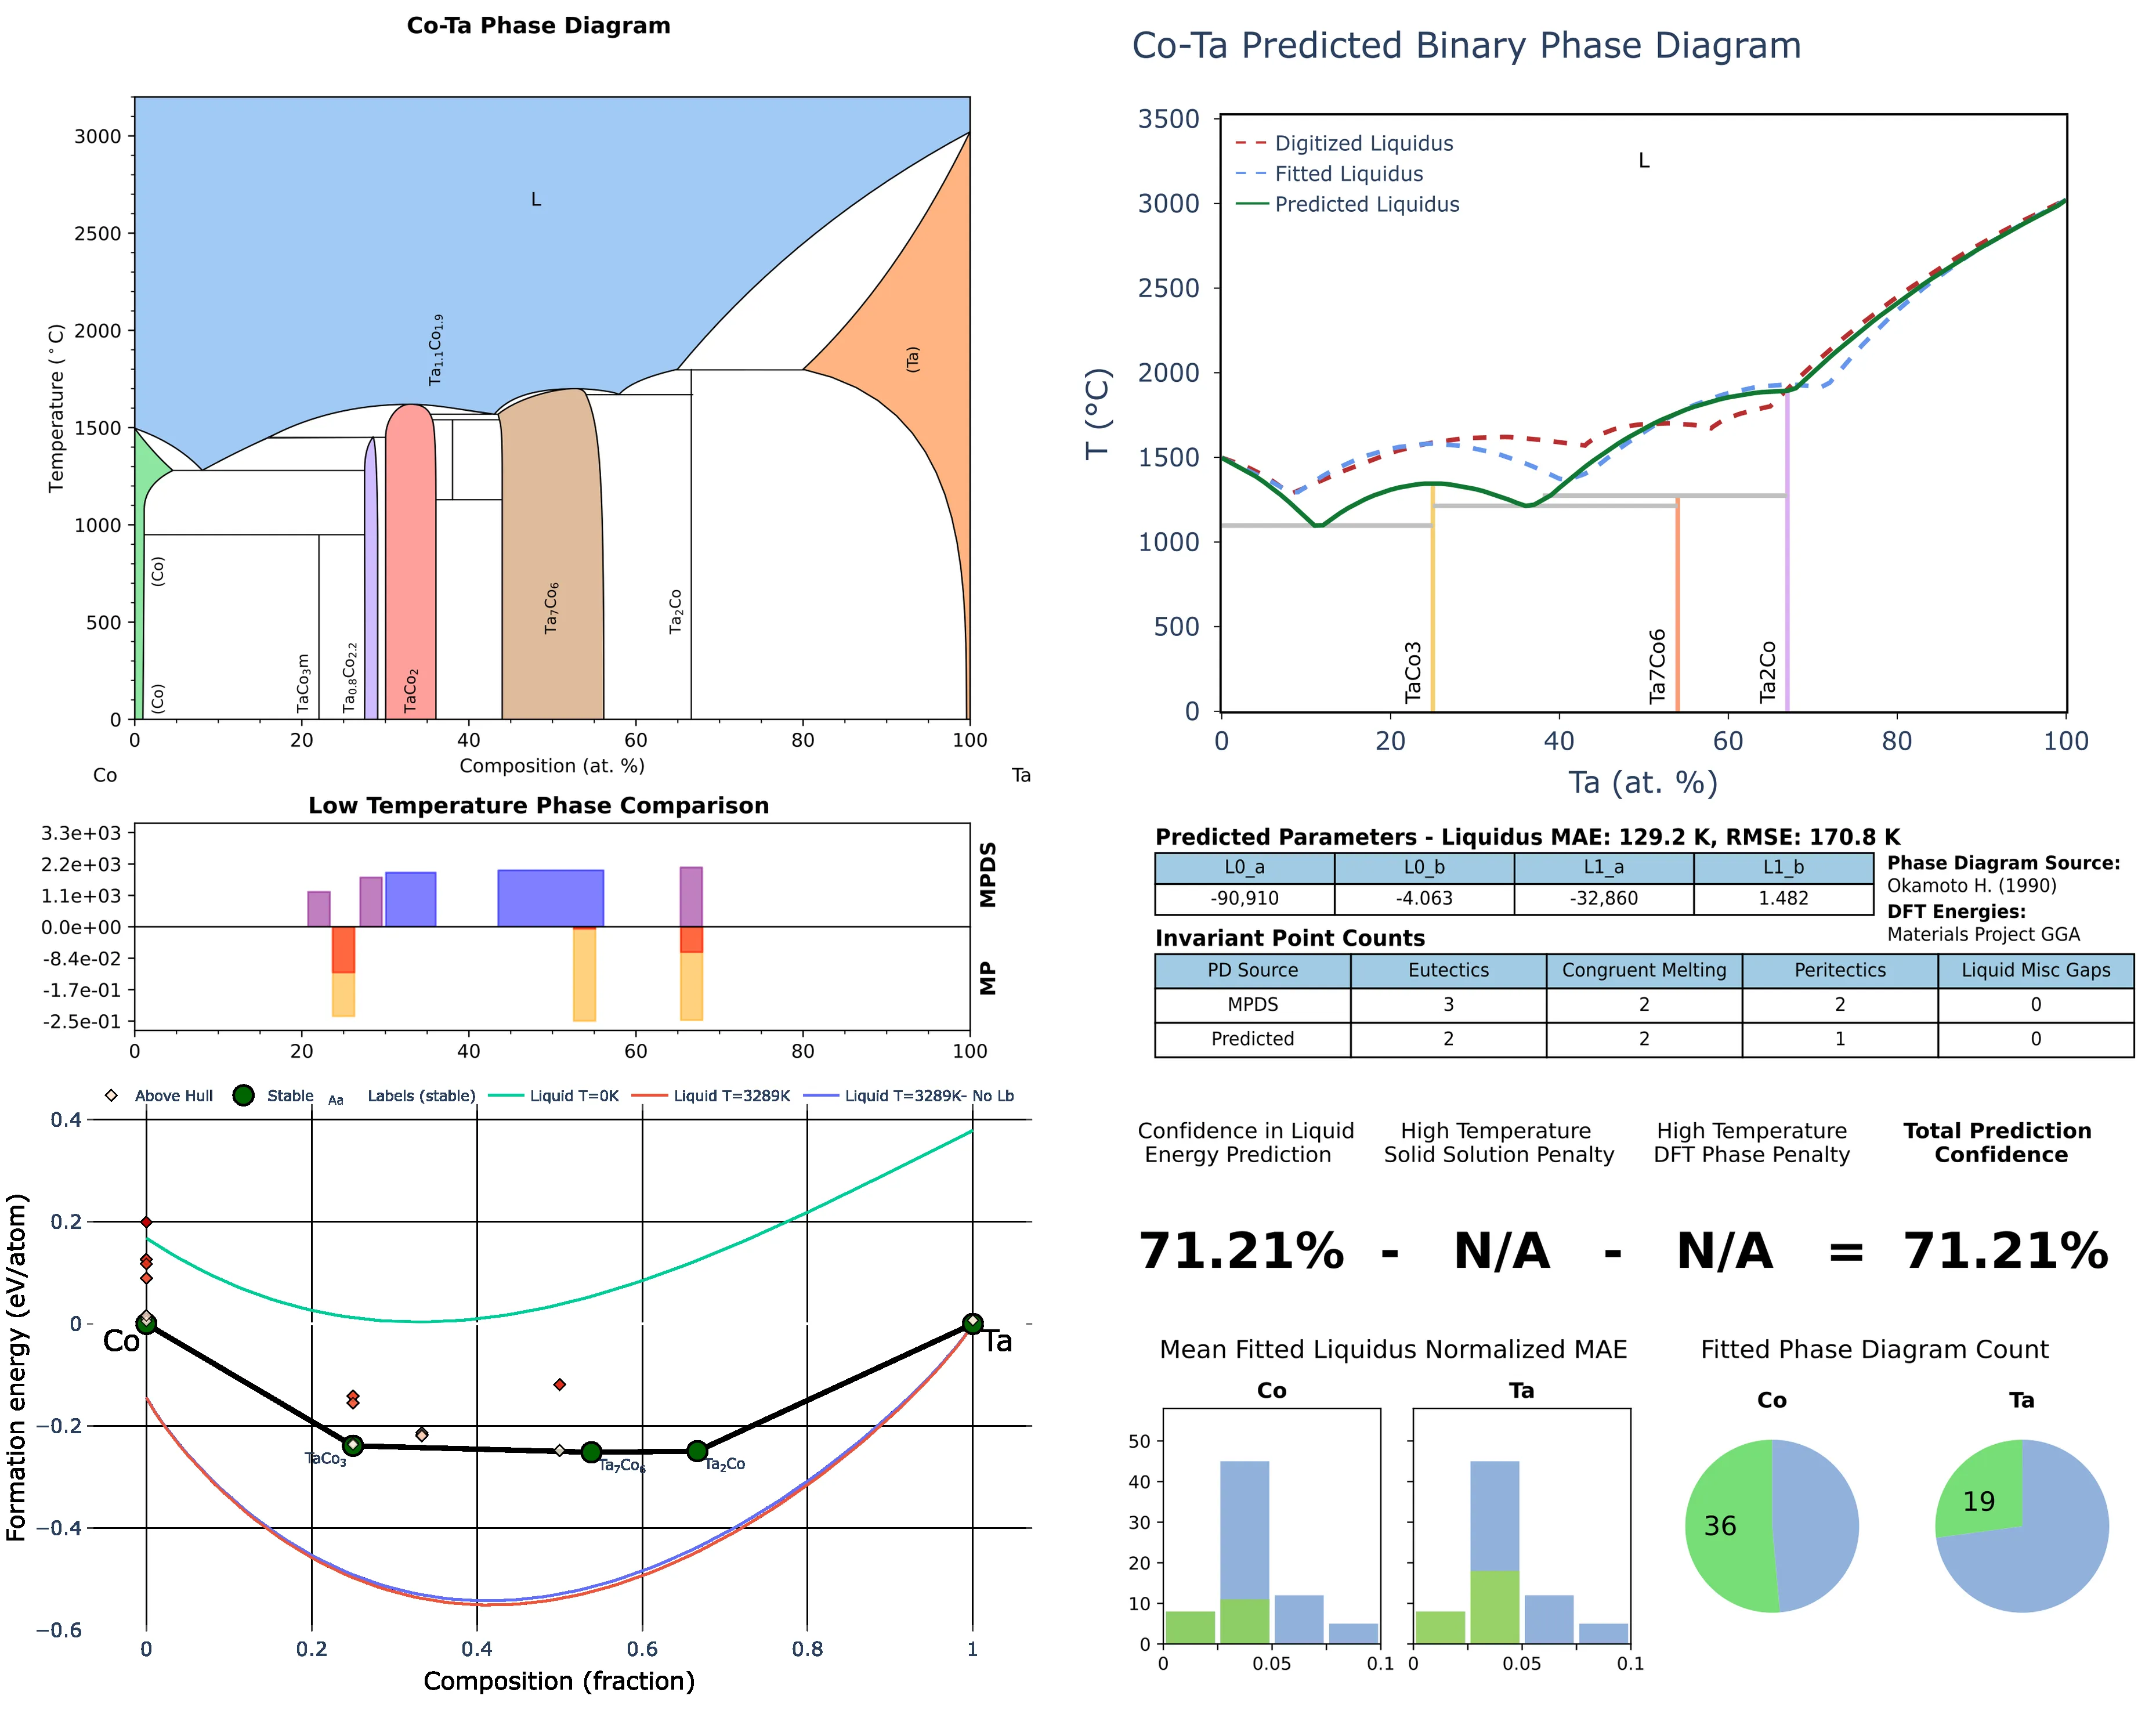 Co-Ta Phase Diagram
Temperature (°C)
3000
2500
2000
1500
1000
500
0
L
Ta1.1Co1.9
(Ta)
(Co)
(Co)
TaCo3m
Ta0.8Co2.2
TaCo2
Ta7Co6
Ta2Co
0 20 40 60 80 100
Composition (at. %)
Co Ta
Low Temperature Phase Comparison
3.3e+03
2.2e+03
1.1e+03
0.0e+00
-8.4e-02
-1.7e-01
-2.5e-01
MPDS
MP
0 20 40 60 80 100
Above Hull Stable Aa Labels (stable) Liquid T=0K Liquid T=3289K Liquid T=3289K- No Lb
Formation energy (eV/atom)
0.4
0.2
0
−0.2
−0.4
−0.6
Co
Ta
TaCo3
Ta7Co6
Ta2Co
0 0.2 0.4 0.6 0.8 1
Composition (fraction)
Co-Ta Predicted Binary Phase Diagram
T (°C)
3500
3000
2500
2000
1500
1000
500
0
Digitized Liquidus
Fitted Liquidus
Predicted Liquidus
L
TaCo3
Ta7Co6
Ta2Co
0 20 40 60 80 100
Ta (at. %)
Predicted Parameters - Liquidus MAE: 129.2 K, RMSE: 170.8 K
L0_a L0_b L1_a L1_b
-90,910 -4.063 -32,860 1.482
Phase Diagram Source:
Okamoto H. (1990)
DFT Energies:
Materials Project GGA
Invariant Point Counts
PD Source Eutectics Congruent Melting Peritectics Liquid Misc Gaps
MPDS 3 2 2 0
Predicted 2 2 1 0
Confidence in Liquid
Energy Prediction
High Temperature
Solid Solution Penalty
High Temperature
DFT Phase Penalty
Total Prediction
Confidence
71.21% - N/A - N/A = 71.21%
Mean Fitted Liquidus Normalized MAE
Co
Ta
50
40
30
20
10
0
0 0.05 0.1
0 0.05 0.1
Fitted Phase Diagram Count
Co
Ta
36
19